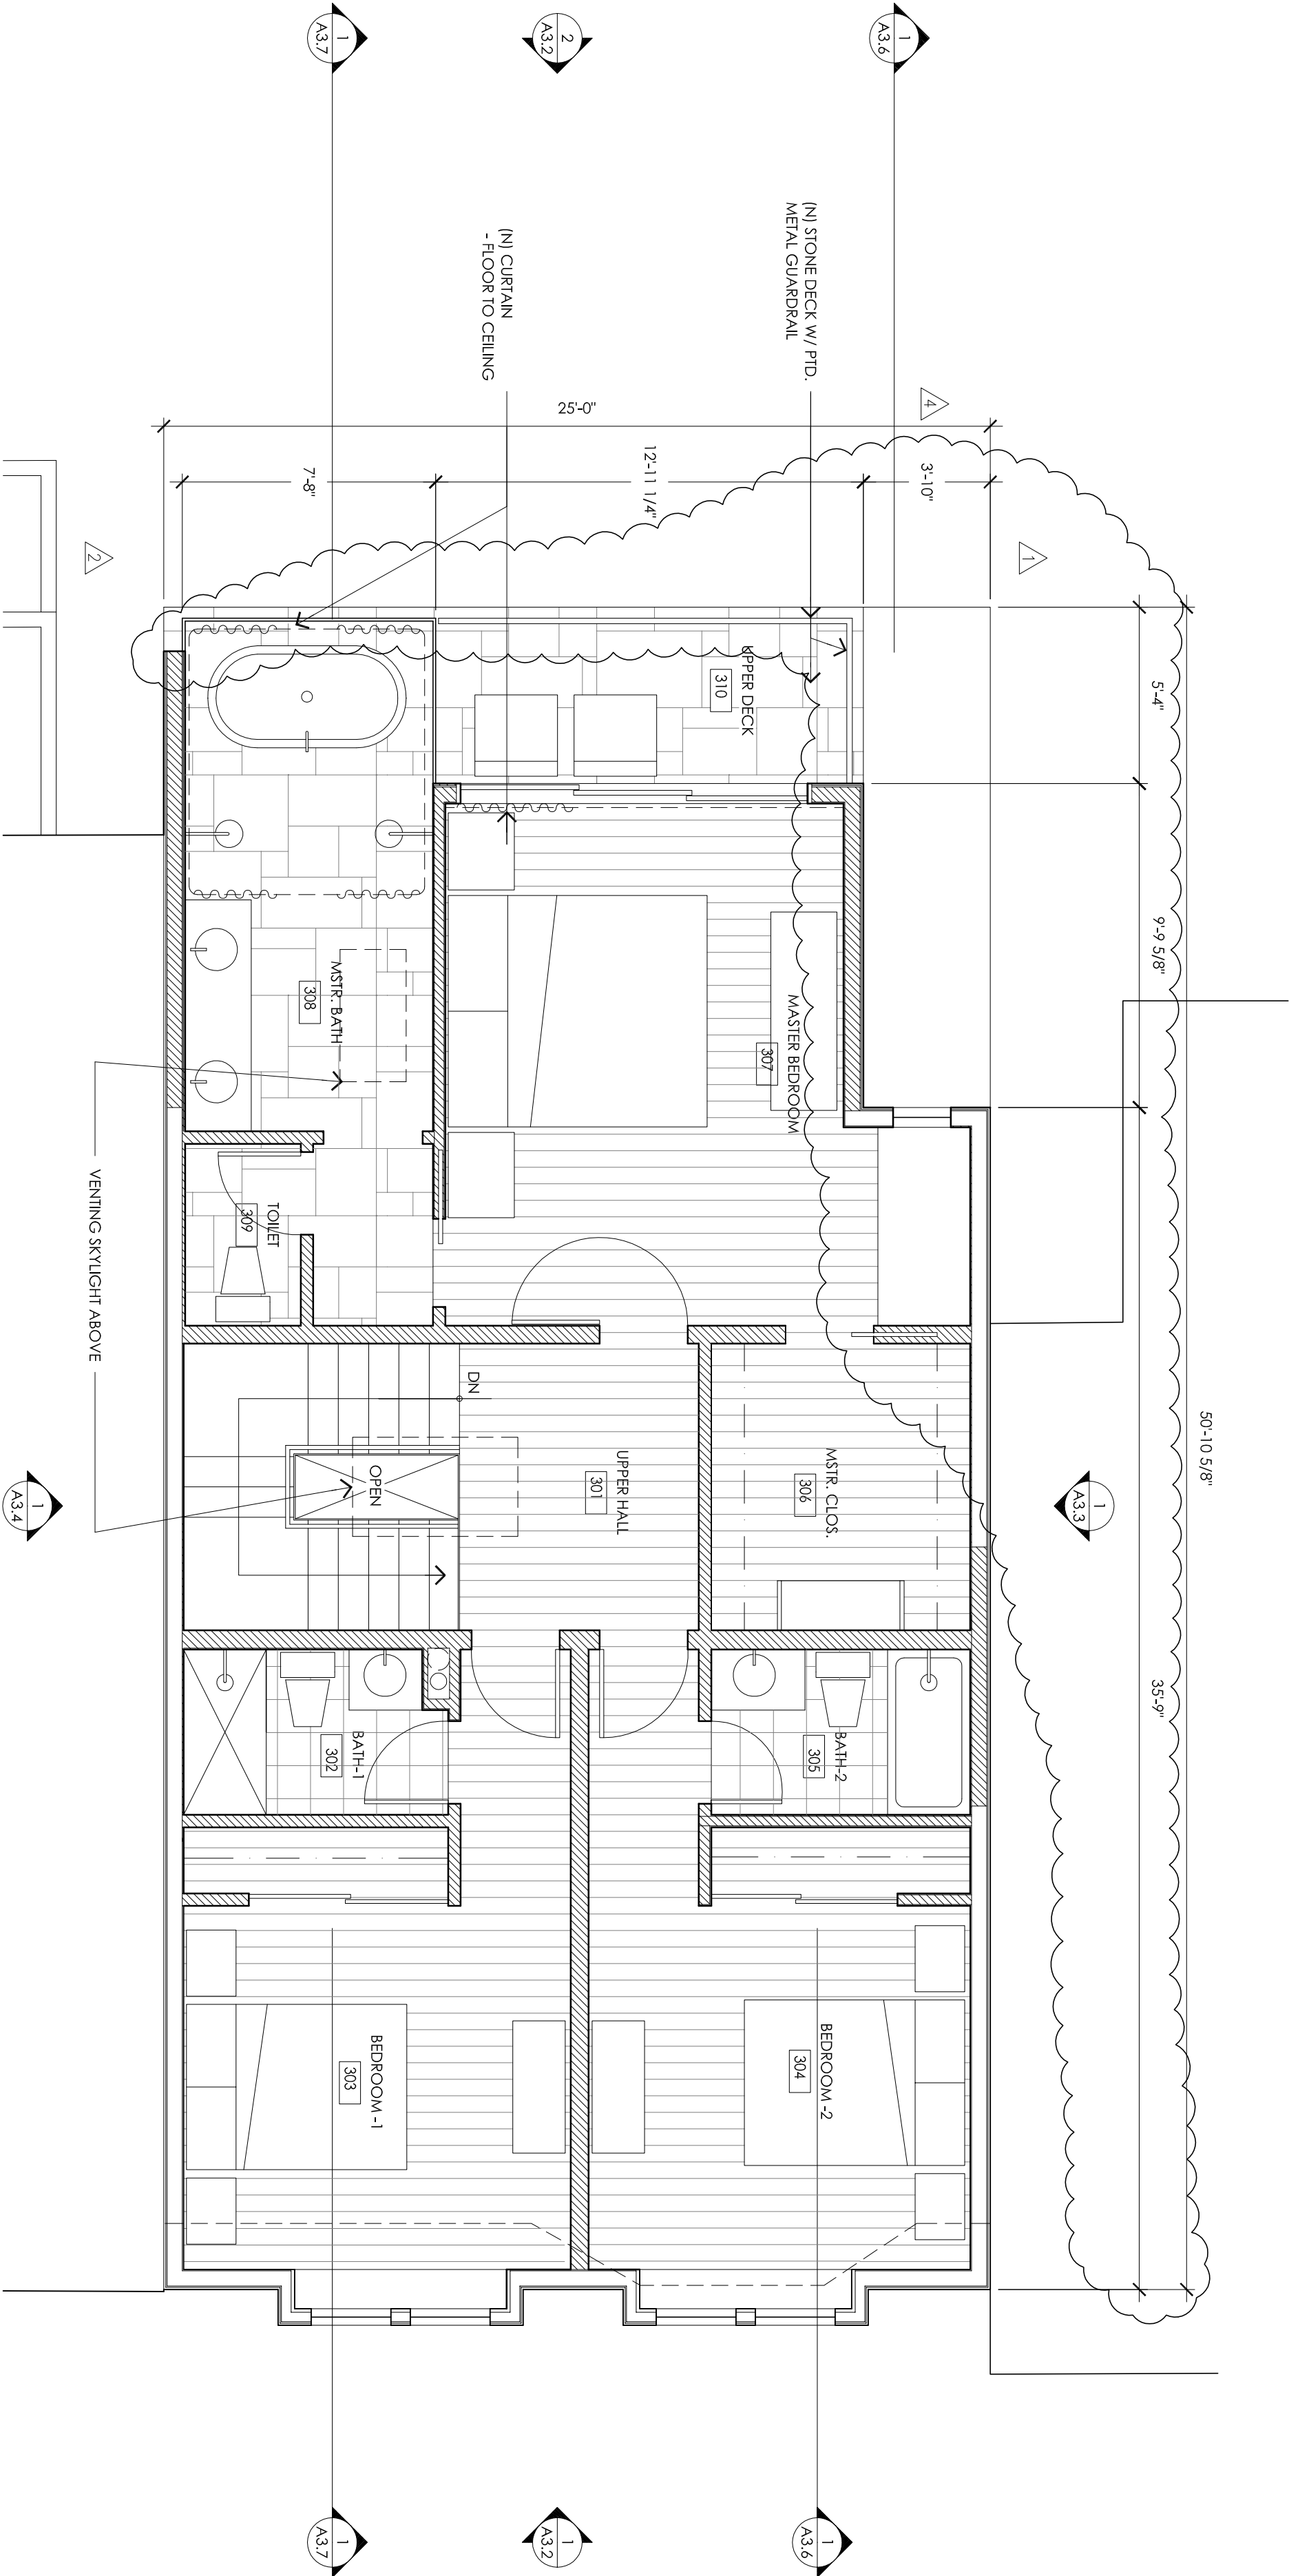 1
A3.7
2
A3.2
1
A3.6
(N) STONE DECK W/ PTD.
METAL GUARDRAIL
(N) CURTAIN
- FLOOR TO CEILING
4
25'-0"
7'-8"
12'-11 1/4"
3'-10"
2
1
5'-4"
9'-9 5/8"
50'-10 5/8"
35'-9"
UPPER DECK
310
MSTR. BATH
308
MASTER BEDROOM
307
VENTING SKYLIGHT ABOVE
TOILET
309
DN
OPEN
UPPER HALL
301
MSTR. CLOS.
306
1
A3.4
1
A3.3
BATH-1
302
BATH-2
305
BEDROOM -1
303
BEDROOM -2
304
1
A3.7
1
A3.2
1
A3.6